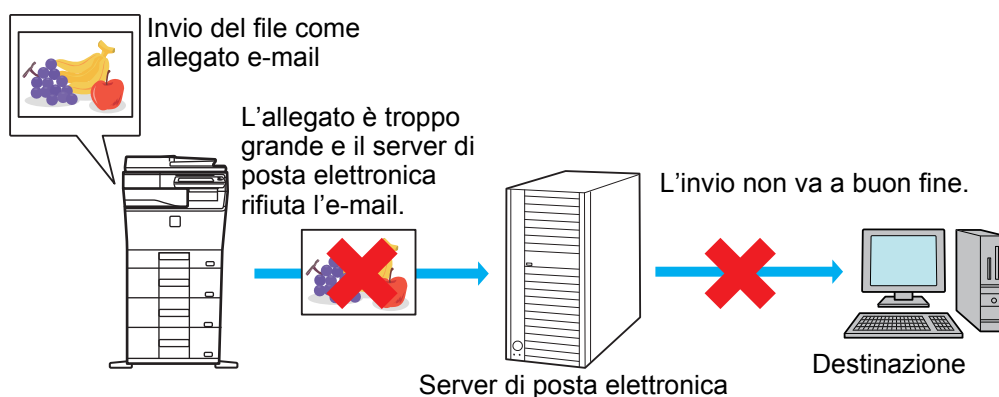 Invio del file come
allegato e-mail
L'allegato è troppo
grande e il server di
posta elettronica
rifiuta l'e-mail.
L'invio non va a buon fine.
Server di posta elettronica
Destinazione